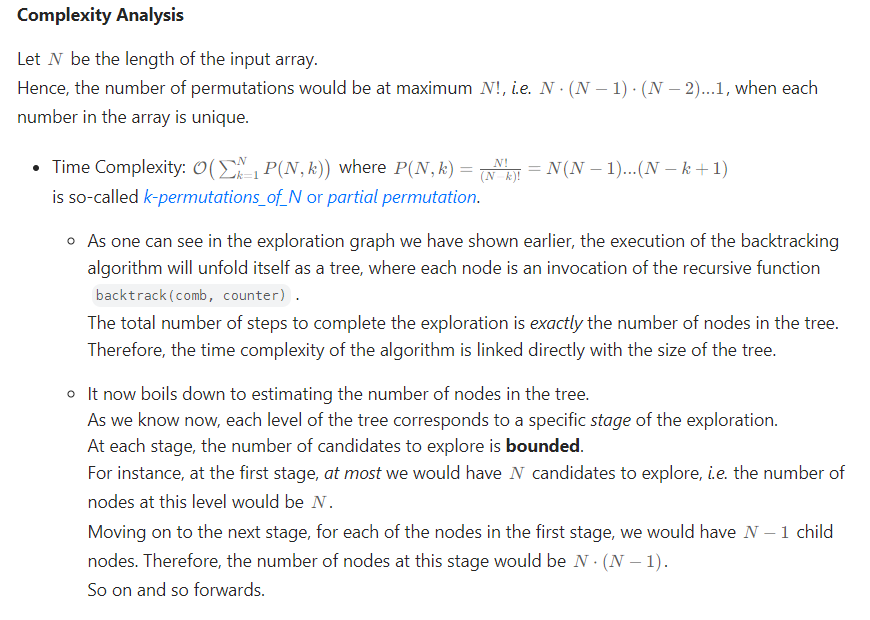 Complexity Analysis
Let N be the length of the input array.
Hence, the number of permutations would be at maximum N!, i.e. N · (N − 1) · (N − 2)...1, when each
number in the array is unique.
• Time Complexity: O(∑_{k=1}^{N} P(N, k)) where P(N, k) = N!/(N−k)! = N(N − 1)...(N − k + 1)
is so-called k-permutations_of_N or partial permutation.
◦ As one can see in the exploration graph we have shown earlier, the execution of the backtracking
algorithm will unfold itself as a tree, where each node is an invocation of the recursive function
backtrack(comb, counter) .
The total number of steps to complete the exploration is exactly the number of nodes in the tree.
Therefore, the time complexity of the algorithm is linked directly with the size of the tree.
◦ It now boils down to estimating the number of nodes in the tree.
As we know now, each level of the tree corresponds to a specific stage of the exploration.
At each stage, the number of candidates to explore is bounded.
For instance, at the first stage, at most we would have N candidates to explore, i.e. the number of
nodes at this level would be N.
Moving on to the next stage, for each of the nodes in the first stage, we would have N − 1 child
nodes. Therefore, the number of nodes at this stage would be N · (N − 1).
So on and so forwards.